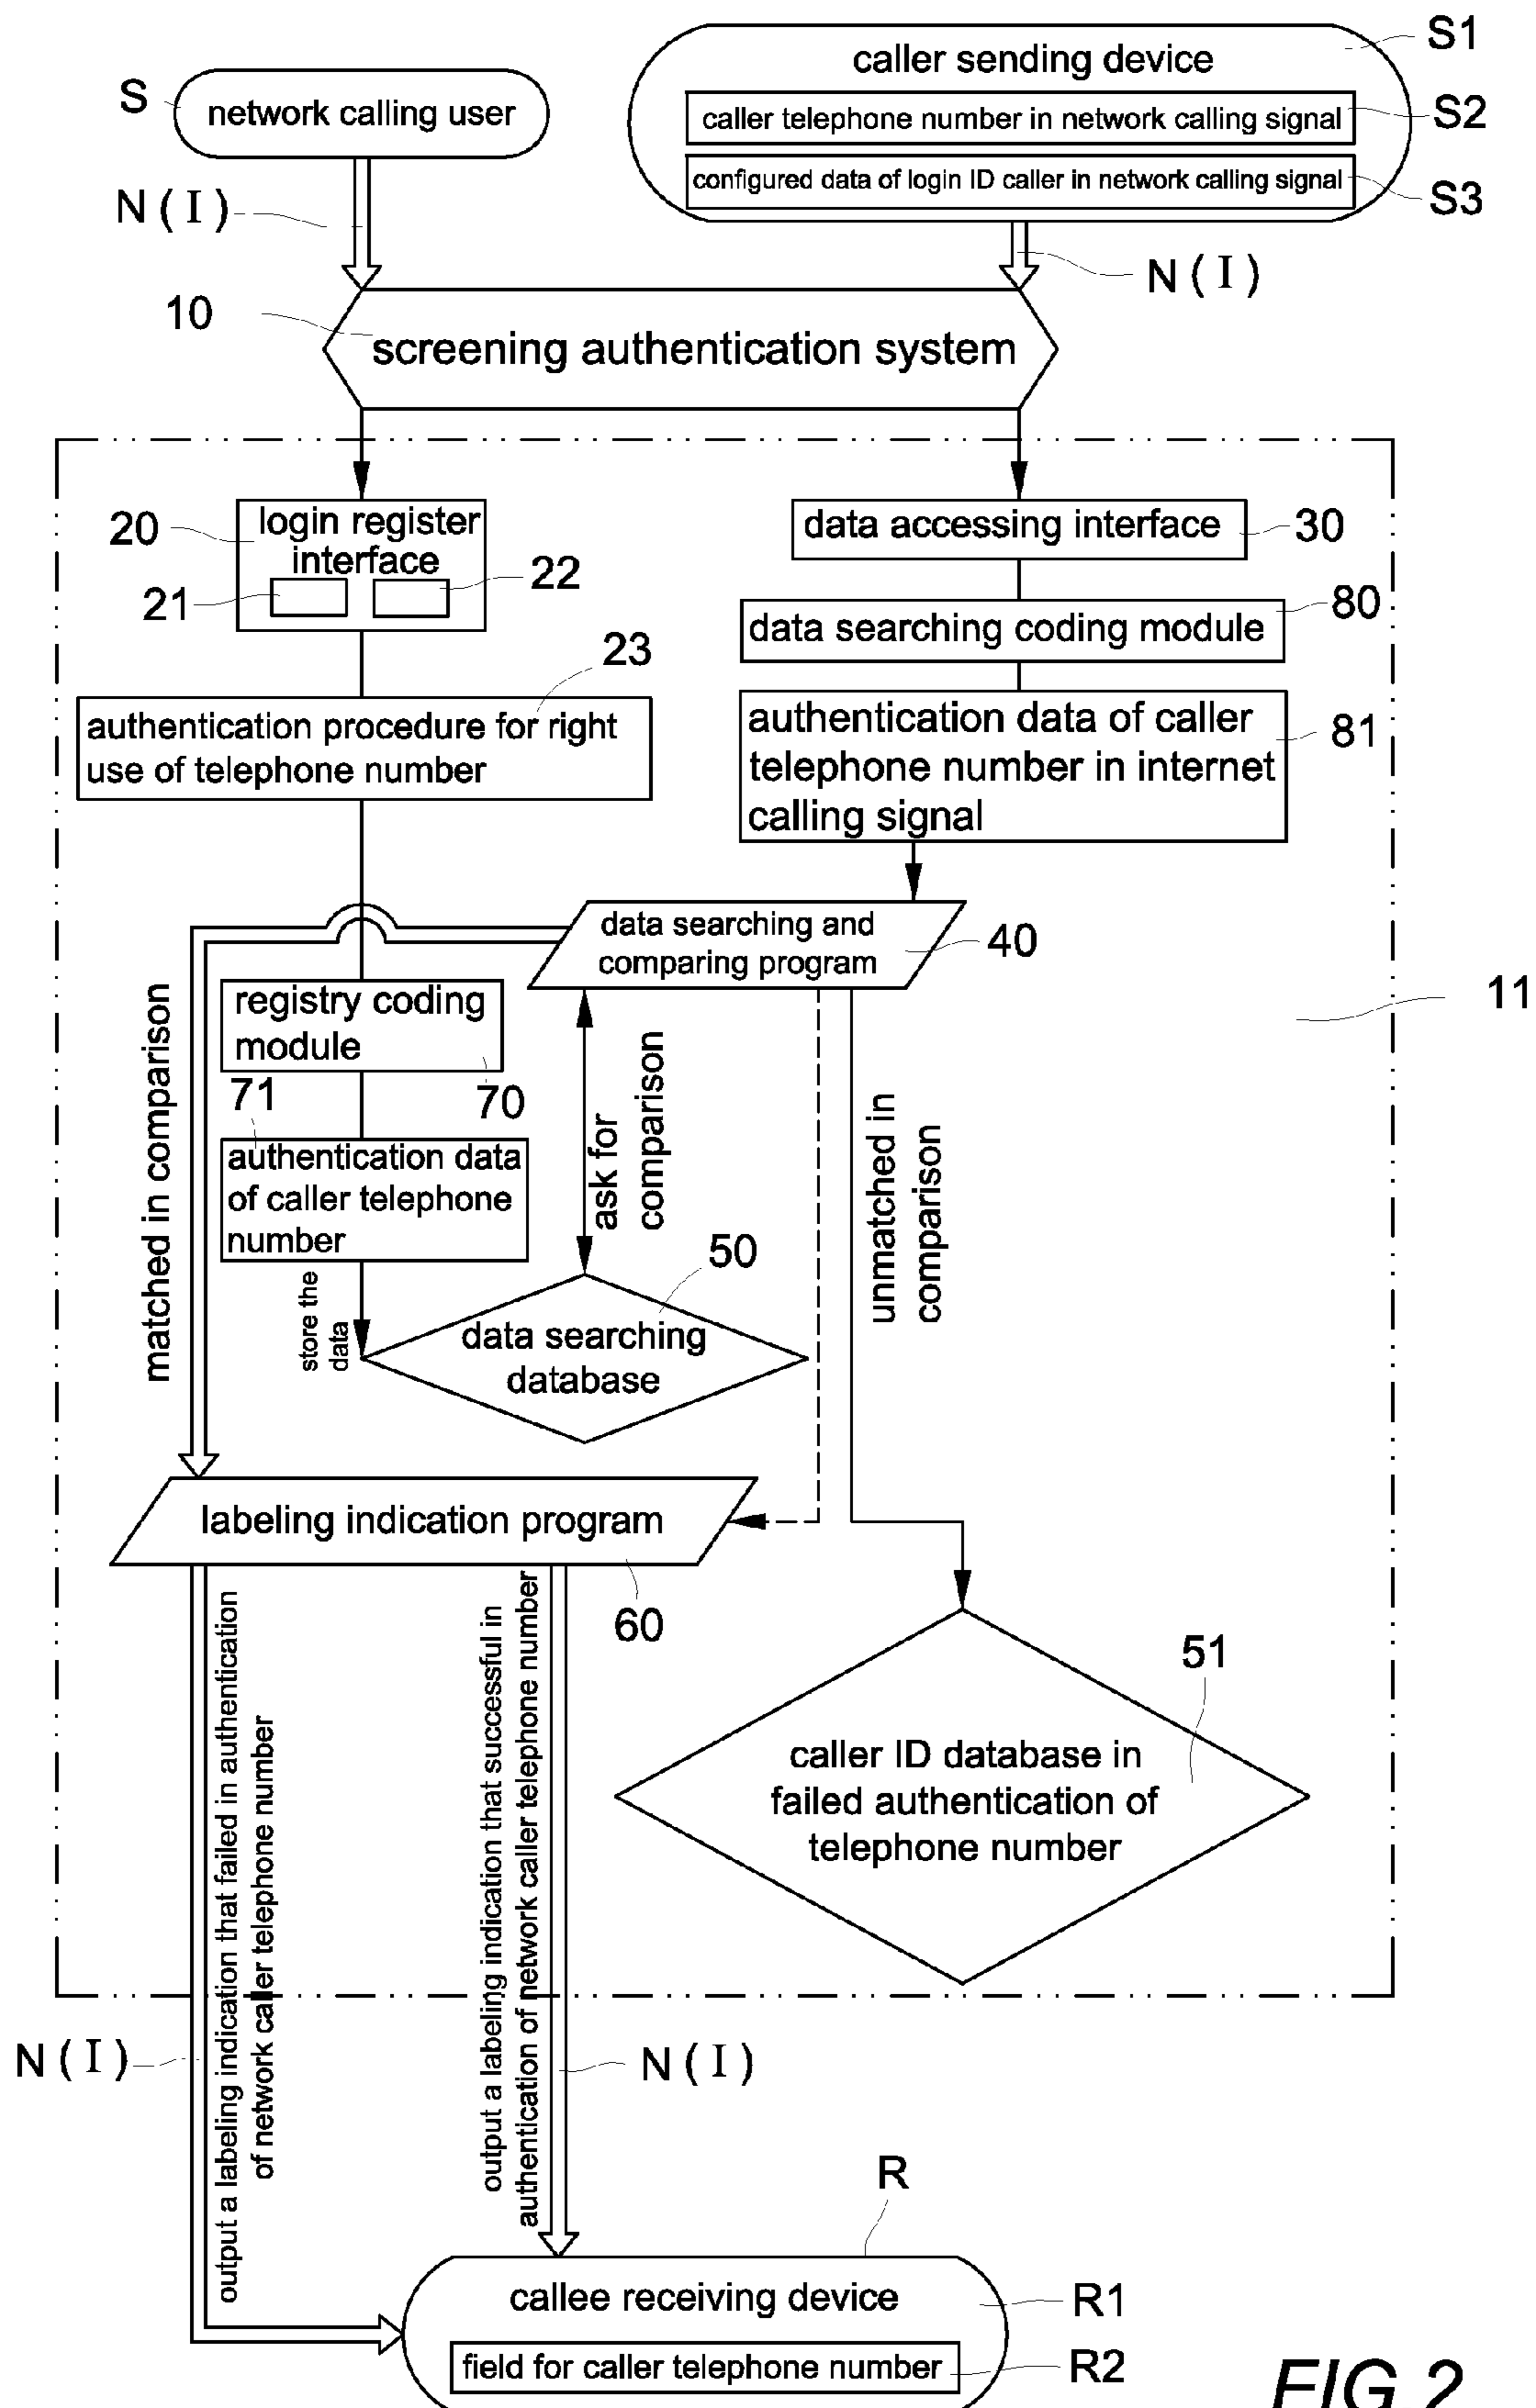 S1
caller sending device
S
network calling user
caller telephone number in network calling signal
S2
configured data of login ID caller in network calling signal
S3
N(I)
N(I)
10
screening authentication system
20
login register
interface
21
22
data accessing interface
30
data searching coding module
80
23
authentication procedure for right
use of telephone number
authentication data of caller
telephone number in internet
calling signal
81
data searching and
comparing program
40
11
matched in comparison
registry coding
module
70
71
authentication data
of caller telephone
number
ask for
comparison
unmatched in
comparison
store the
data
50
data searching
database
labeling indication program
60
51
caller ID database in
failed authentication of
telephone number
output a labeling indication that failed in authentication
of network caller telephone number
output a labeling indication that successful in
authentication of network caller telephone number
N(I)
N(I)
R
callee receiving device
R1
field for caller telephone number
R2
FIG.2